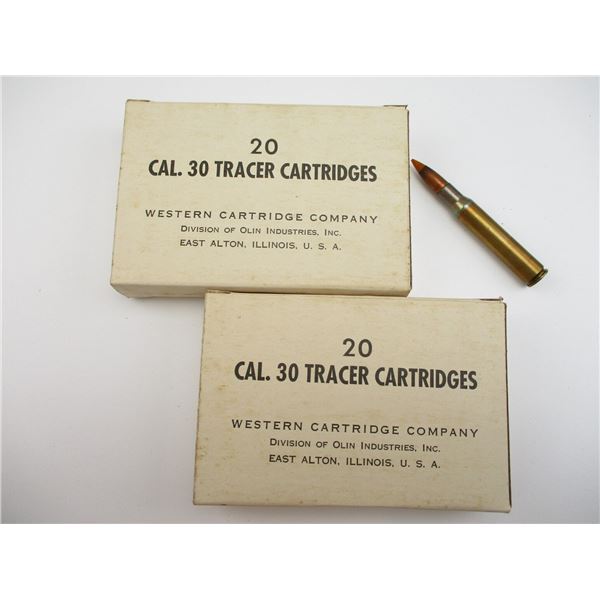 20
CAL. 30 TRACER CARTRIDGES
WESTERN CARTRIDGE COMPANY
DIVISION OF OLIN INDUSTRIES, INC.
EAST ALTON, ILLINOIS, U. S. A.
20
CAL. 30 TRACER CARTRIDGES
WESTERN CARTRIDGE COMPANY
DIVISION OF OLIN INDUSTRIES, INC.
EAST ALTON, ILLINOIS, U. S. A.